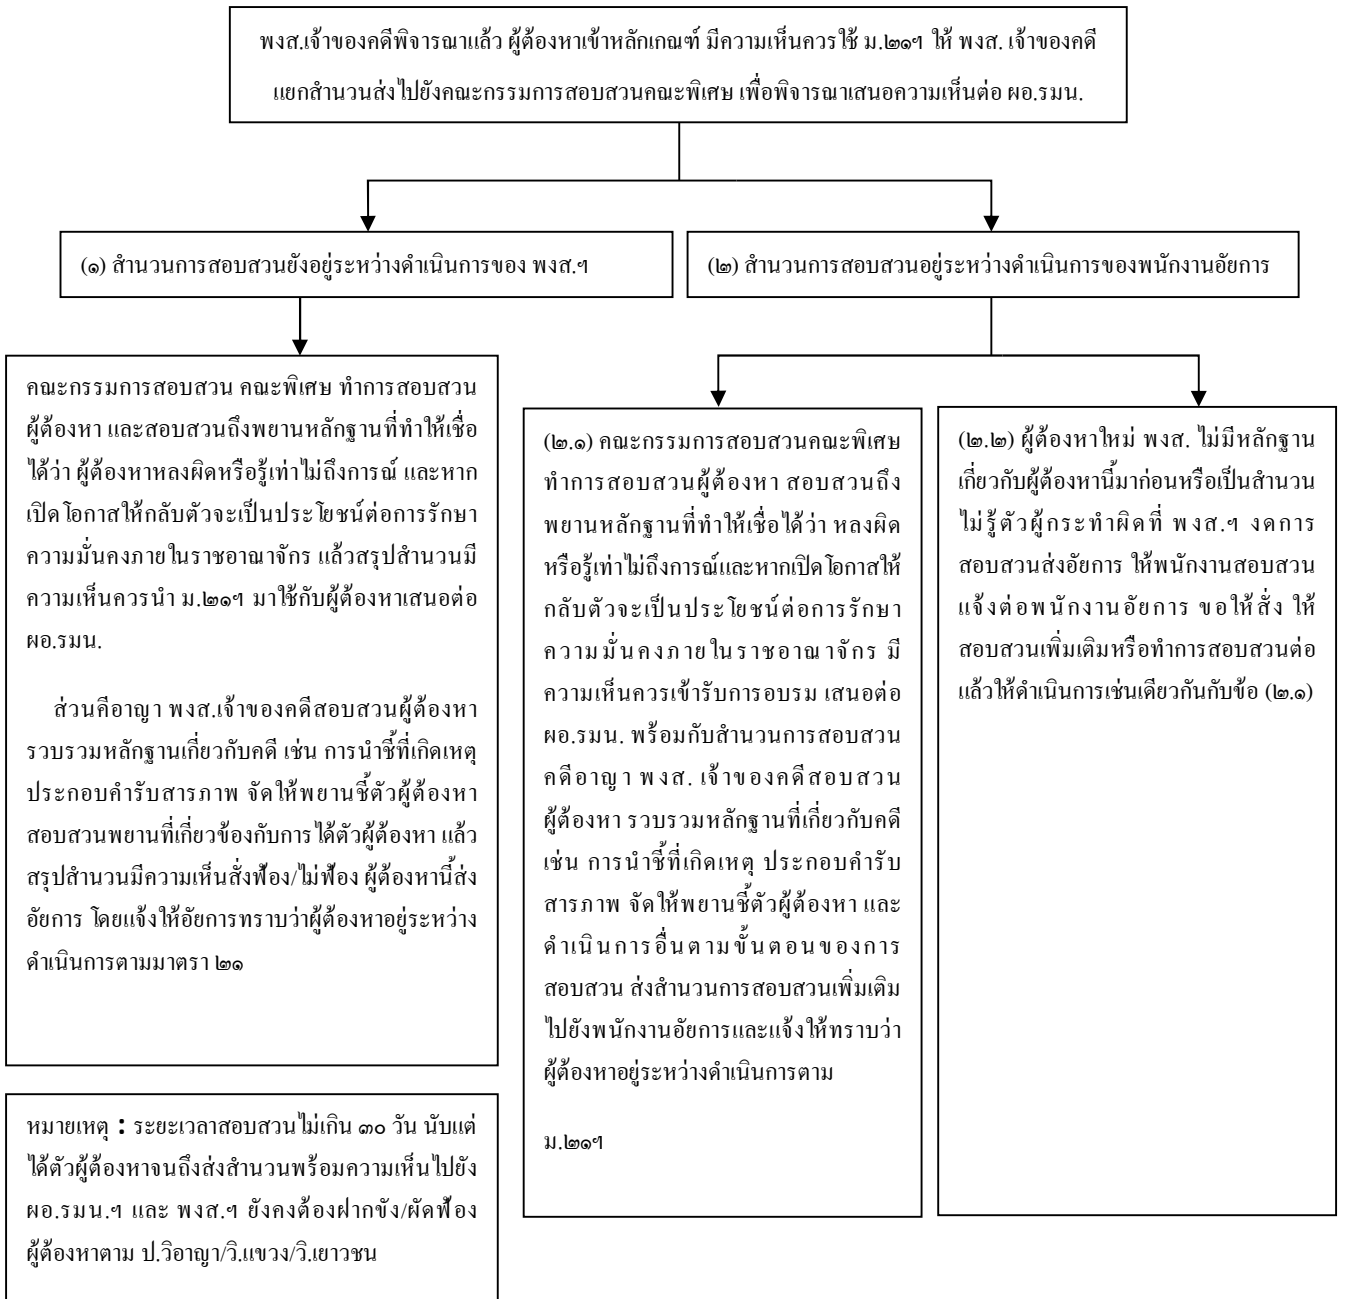 พงส.เจ้าของคดีพิจารณาแล้ว ผู้ต้องหาเข้าหลักเกณฑ์ มีความเห็นควรใช้ ม.๒๑ฯ ให้ พงส. เจ้าของคดี
แยกสำนวนส่งไปยังคณะกรรมการสอบสวนคณะพิเศษ เพื่อพิจารณาเสนอความเห็นต่อ ผอ.รมน.
(๑) สำนวนการสอบสวนยังอยู่ระหว่างดำเนินการของ พงส.ฯ
(๒) สำนวนการสอบสวนอยู่ระหว่างดำเนินการของพนักงานอัยการ
คณะกรรมการสอบสวน คณะพิเศษ ทำการสอบสวน
ผู้ต้องหา และสอบสวนถึงพยานหลักฐานที่ทำให้เชื่อ
ได้ว่า ผู้ต้องหาหลงผิดหรือรู้เท่าไม่ถึงการณ์ และหาก
เปิดโอกาสให้กลับตัวจะเป็นประโยชน์ต่อการรักษา
ความมั่นคงภายในราชอาณาจักร แล้วสรุปสำนวนมี
ความเห็นควรนำ ม.๒๑ฯ มาใช้กับผู้ต้องหาเสนอต่อ
ผอ.รมน.
ส่วนคีอาญา พงส.เจ้าของคดีสอบสวนผู้ต้องหา
รวบรวมหลักฐานเกี่ยวกับคดี เช่น การนำชี้ที่เกิดเหตุ
ประกอบคำรับสารภาพ จัดให้พยานชี้ตัวผู้ต้องหา
สอบสวนพยานที่เกี่ยวข้องกับการได้ตัวผู้ต้องหา แล้ว
สรุปสำนวนมีความเห็นสั่งฟ้อง/ไม่ฟ้อง ผู้ต้องหานี้ส่ง
อัยการ โดยแจ้งให้อัยการทราบว่าผู้ต้องหาอยู่ระหว่าง
ดำเนินการตามมาตรา ๒๑
หมายเหตุ : ระยะเวลาสอบสวนไม่เกิน ๓๐ วัน นับแต่
ได้ตัวผู้ต้องหาจนถึงส่งสำนวนพร้อมความเห็นไปยัง
ผอ.รมน.ฯ และ พงส.ฯ ยังคงต้องฝากขัง/ผัดฟ้อง
ผู้ต้องหาตาม ป.วิอาญา/วิ.แขวง/วิ.เยาวชน
(๒.๑) คณะกรรมการสอบสวนคณะพิเศษ
ทำการสอบสวนผู้ต้องหา สอบสวนถึง
พยานหลักฐานที่ทำให้เชื่อได้ว่า หลงผิด
หรือรู้เท่าไม่ถึงการณ์และหากเปิดโอกาสให้
กลับตัวจะเป็นประโยชน์ต่อการรักษา
ความมั่นคงภายในราชอาณาจักร มี
ความเห็นควรเข้ารับการอบรม เสนอต่อ
ผอ.รมน. พร้อมกับสำนวนการสอบสวน
คดีอาญา พงส. เจ้าของคดีสอบสวน
ผู้ต้องหา รวบรวมหลักฐานที่เกี่ยวกับคดี
เช่น การนำชี้ที่เกิดเหตุ ประกอบคำรับ
สารภาพ จัดให้พยานชี้ตัวผู้ต้องหา และ
ดำเนินการอื่นตามขั้นตอนของการ
สอบสวน ส่งสำนวนการสอบสวนเพิ่มเติม
ไปยังพนักงานอัยการและแจ้งให้ทราบว่า
ผู้ต้องหาอยู่ระหว่างดำเนินการตาม
ม.๒๑ฯ
(๒.๒) ผู้ต้องหาใหม่ พงส. ไม่มีหลักฐาน
เกี่ยวกับผู้ต้องหานี้มาก่อนหรือเป็นสำนวน
ไม่รู้ตัวผู้กระทำผิดที่ พงส.ฯ งดการ
สอบสวนส่งอัยการ ให้พนักงานสอบสวน
แจ้งต่อพนักงานอัยการ ขอให้สั่ง ให้
สอบสวนเพิ่มเติมหรือทำการสอบสวนต่อ
แล้วให้ดำเนินการเช่นเดียวกันกับข้อ (๒.๑)